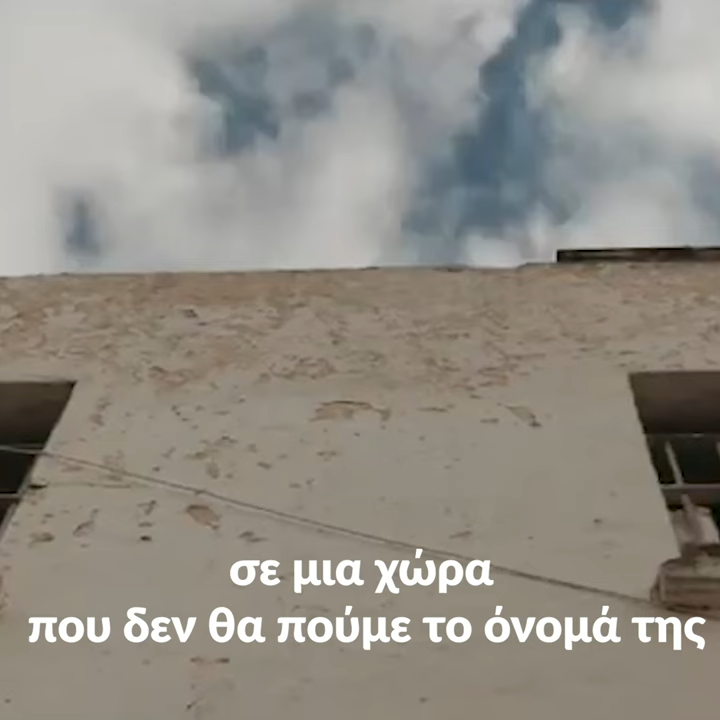 σε μια χώρα
που δεν θα πούμε το όνομά της